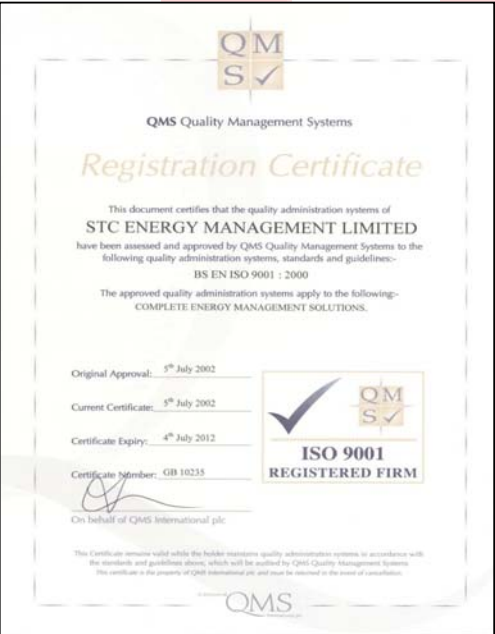 QM
S✓
QMS Quality Management Systems
Registration Certificate
This document certifies that the quality administration systems of
STC ENERGY MANAGEMENT LIMITED
have been assessed and approved by QMS Quality Management Systems to the
following quality administration systems, standards and guidelines:-
BS EN ISO 9001 : 2000
The approved quality administration systems apply to the following:-
COMPLETE ENERGY MANAGEMENT SOLUTIONS.
Original Approval: 5th July 2002
Current Certificate: 5th July 2002
Certificate Expiry: 4th July 2012
Certificate Number: GB 10235
On behalf of QMS International plc
QM
S✓
ISO 9001
REGISTERED FIRM
This Certificate remains valid while the holder maintains quality administration systems in accordance with
the standards and guidelines above, which will be audited by QMS Quality Management Systems
This certificate is the property of QMS International plc and must be returned in the event of cancellation.
QMS